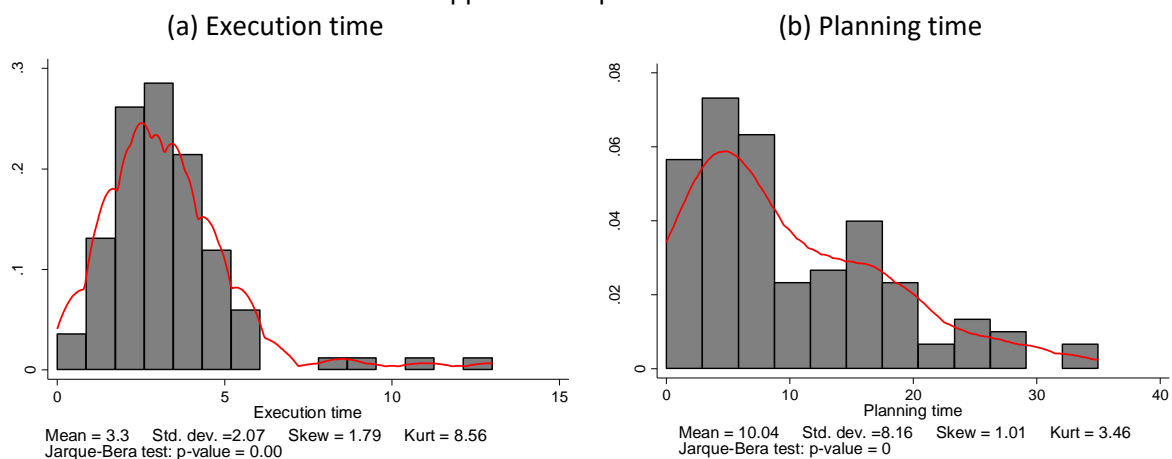 (a) Execution time
(b) Planning time
.3
.2
.1
0
0 5 10 15
Execution time
Mean = 3.3 Std. dev. =2.07 Skew = 1.79 Kurt = 8.56
Jarque-Bera test: p-value = 0.00
.08
.06
.04
.02
0
0 10 20 30 40
Planning time
Mean = 10.04 Std. dev. =8.16 Skew = 1.01 Kurt = 3.46
Jarque-Bera test: p-value = 0